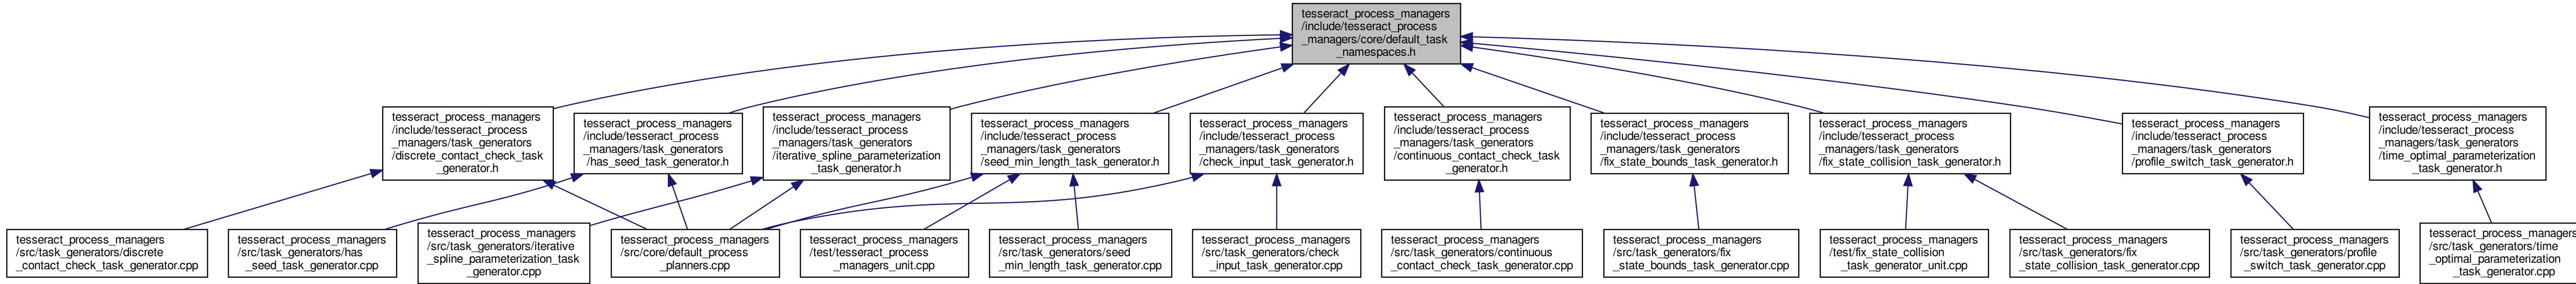 tesseract_process_managers
/include/tesseract_process
_managers/core/default_task
_namespaces.h
tesseract_process_managers
/include/tesseract_process
_managers/task_generators
/discrete_contact_check_task
_generator.h
tesseract_process_managers
/include/tesseract_process
_managers/task_generators
/has_seed_task_generator.h
tesseract_process_managers
/include/tesseract_process
_managers/task_generators
/iterative_spline_parameterization
_task_generator.h
tesseract_process_managers
/include/tesseract_process
_managers/task_generators
/seed_min_length_task_generator.h
tesseract_process_managers
/include/tesseract_process
_managers/task_generators
/check_input_task_generator.h
tesseract_process_managers
/include/tesseract_process
_managers/task_generators
/continuous_contact_check_task
_generator.h
tesseract_process_managers
/include/tesseract_process
_managers/task_generators
/fix_state_bounds_task_generator.h
tesseract_process_managers
/include/tesseract_process
_managers/task_generators
/fix_state_collision_task_generator.h
tesseract_process_managers
/include/tesseract_process
_managers/task_generators
/profile_switch_task_generator.h
tesseract_process_managers
/include/tesseract_process
_managers/task_generators
/time_optimal_parameterization
_task_generator.h
tesseract_process_managers
/src/task_generators/discrete
_contact_check_task_generator.cpp
tesseract_process_managers
/src/task_generators/has
_seed_task_generator.cpp
tesseract_process_managers
/src/task_generators/iterative
_spline_parameterization_task
_generator.cpp
tesseract_process_managers
/src/core/default_process
_planners.cpp
tesseract_process_managers
/test/tesseract_process
_managers_unit.cpp
tesseract_process_managers
/src/task_generators/seed
_min_length_task_generator.cpp
tesseract_process_managers
/src/task_generators/check
_input_task_generator.cpp
tesseract_process_managers
/src/task_generators/continuous
_contact_check_task_generator.cpp
tesseract_process_managers
/src/task_generators/fix
_state_bounds_task_generator.cpp
tesseract_process_managers
/test/fix_state_collision
_task_generator_unit.cpp
tesseract_process_managers
/src/task_generators/fix
_state_collision_task_generator.cpp
tesseract_process_managers
/src/task_generators/profile
_switch_task_generator.cpp
tesseract_process_managers
/src/task_generators/time
_optimal_parameterization
_task_generator.cpp